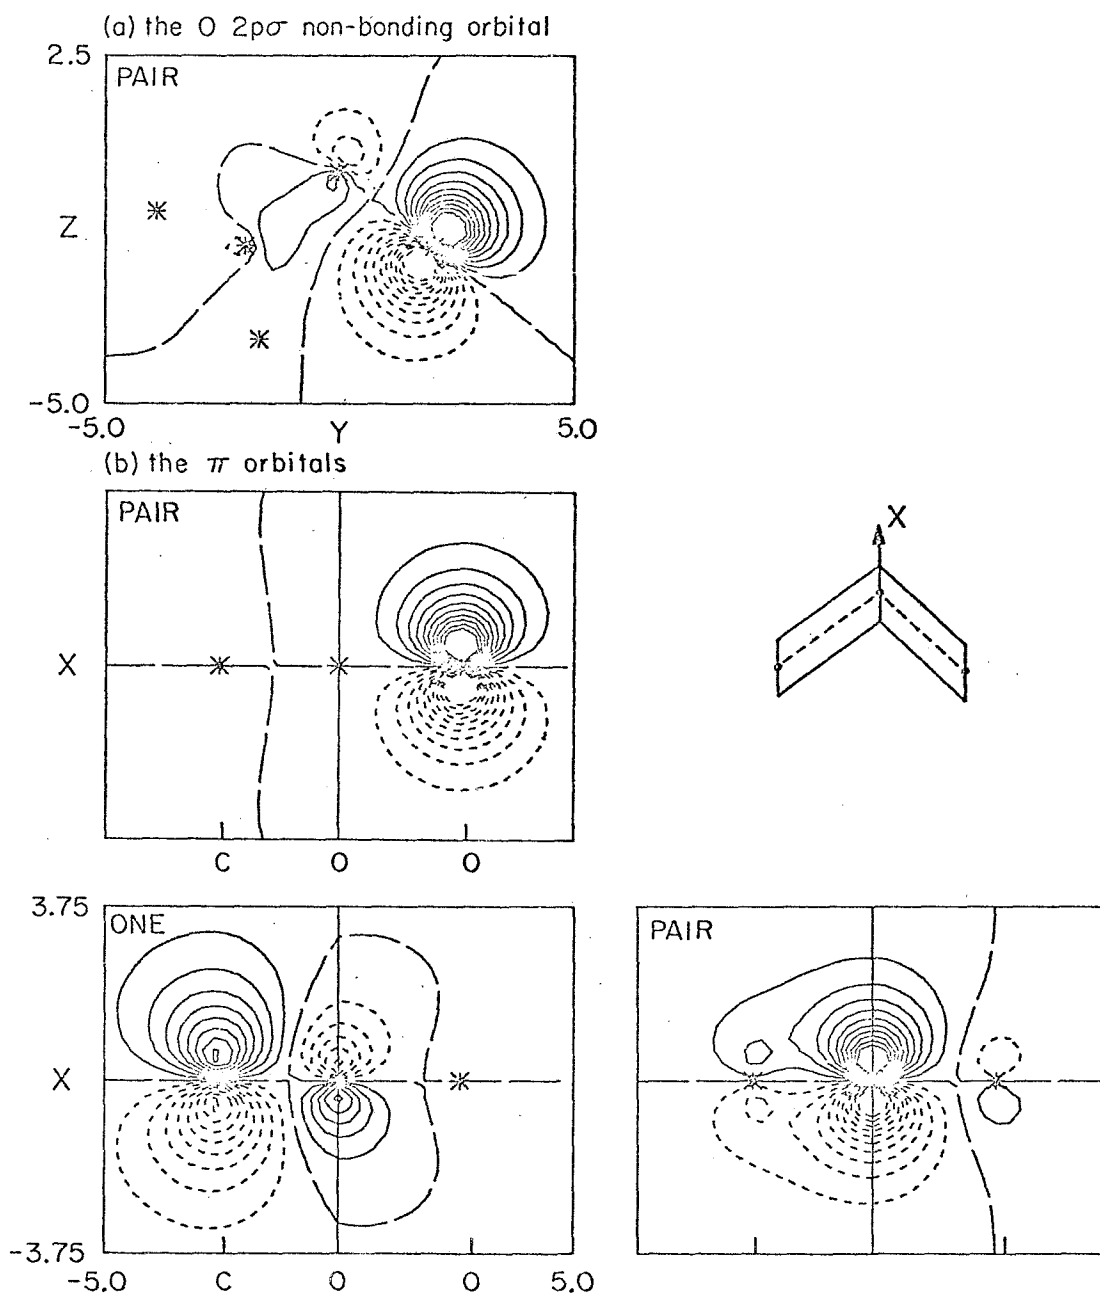 (a) the O 2pσ non-bonding orbital
2.5
PAIR
Z
-5.0
-5.0 Y 5.0
(b) the π orbitals
PAIR
X
X
C O O
3.75
ONE
PAIR
X
-3.75
-5.0 C O O 5.0